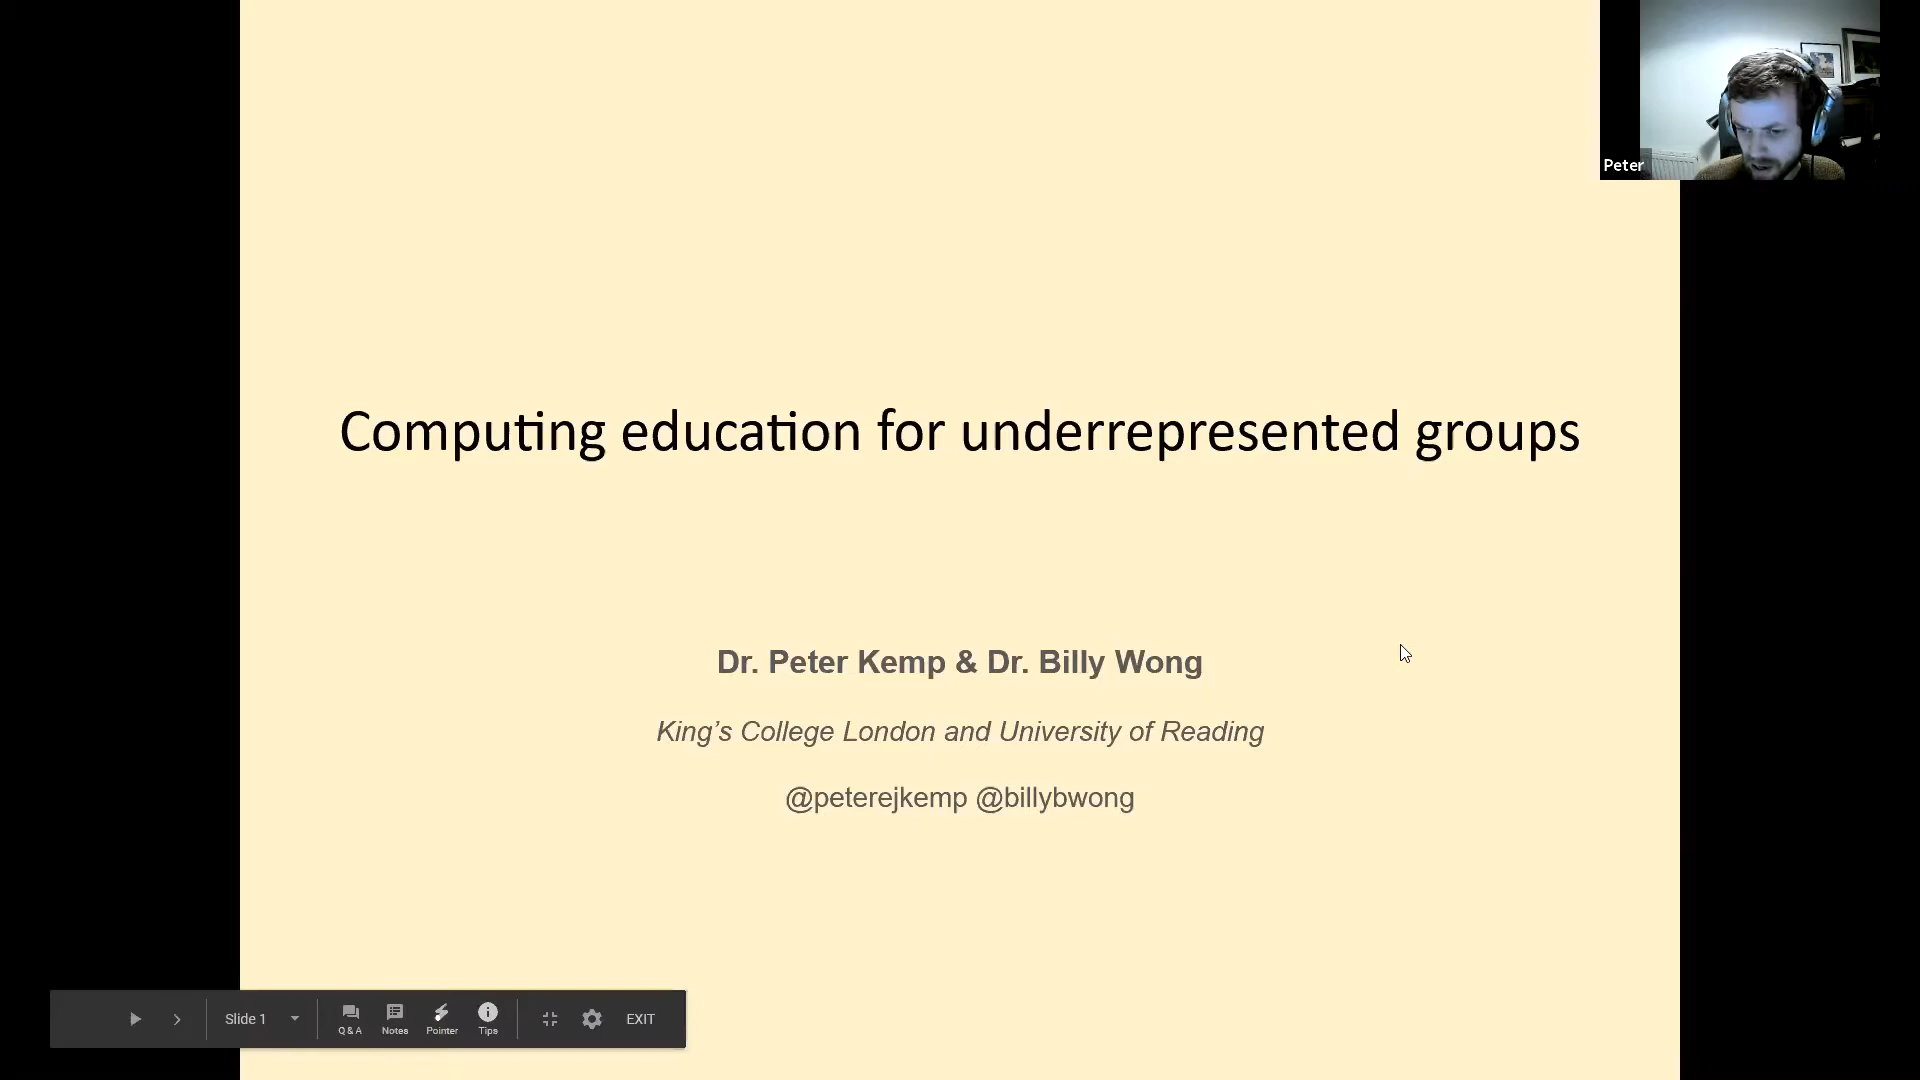 Peter
Computing education for underrepresented groups
Dr. Peter Kemp & Dr. Billy Wong
King’s College London and University of Reading
@peterejkemp @billybwong
Slide 1
Q & A
Notes
Pointer
Tips
EXIT